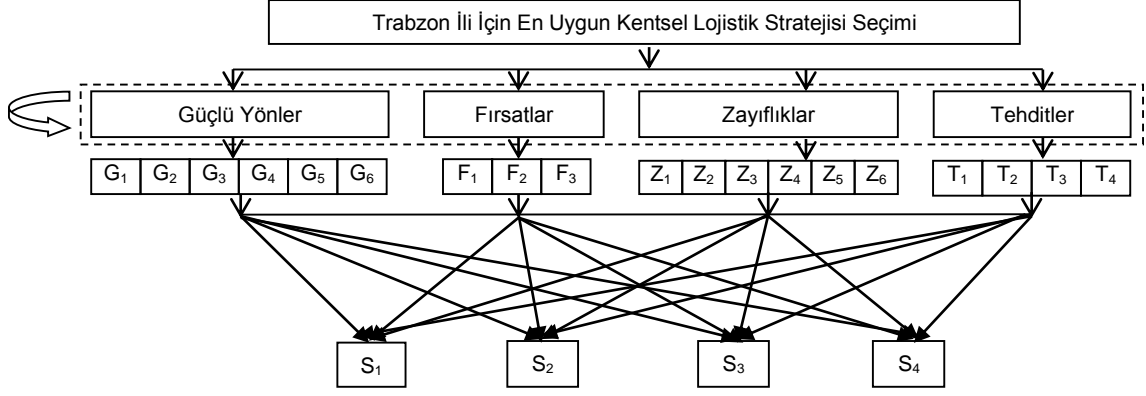 Trabzon İli İçin En Uygun Kentsel Lojistik Stratejisi Seçimi
Güçlü Yönler Fırsatlar Zayıflıklar Tehditler
G₁ G₂ G₃ G₄ G₅ G₆ F₁ F₂ F₃ Z₁ Z₂ Z₃ Z₄ Z₅ Z₆ T₁ T₂ T₃ T₄
S₁ S₂ S₃ S₄